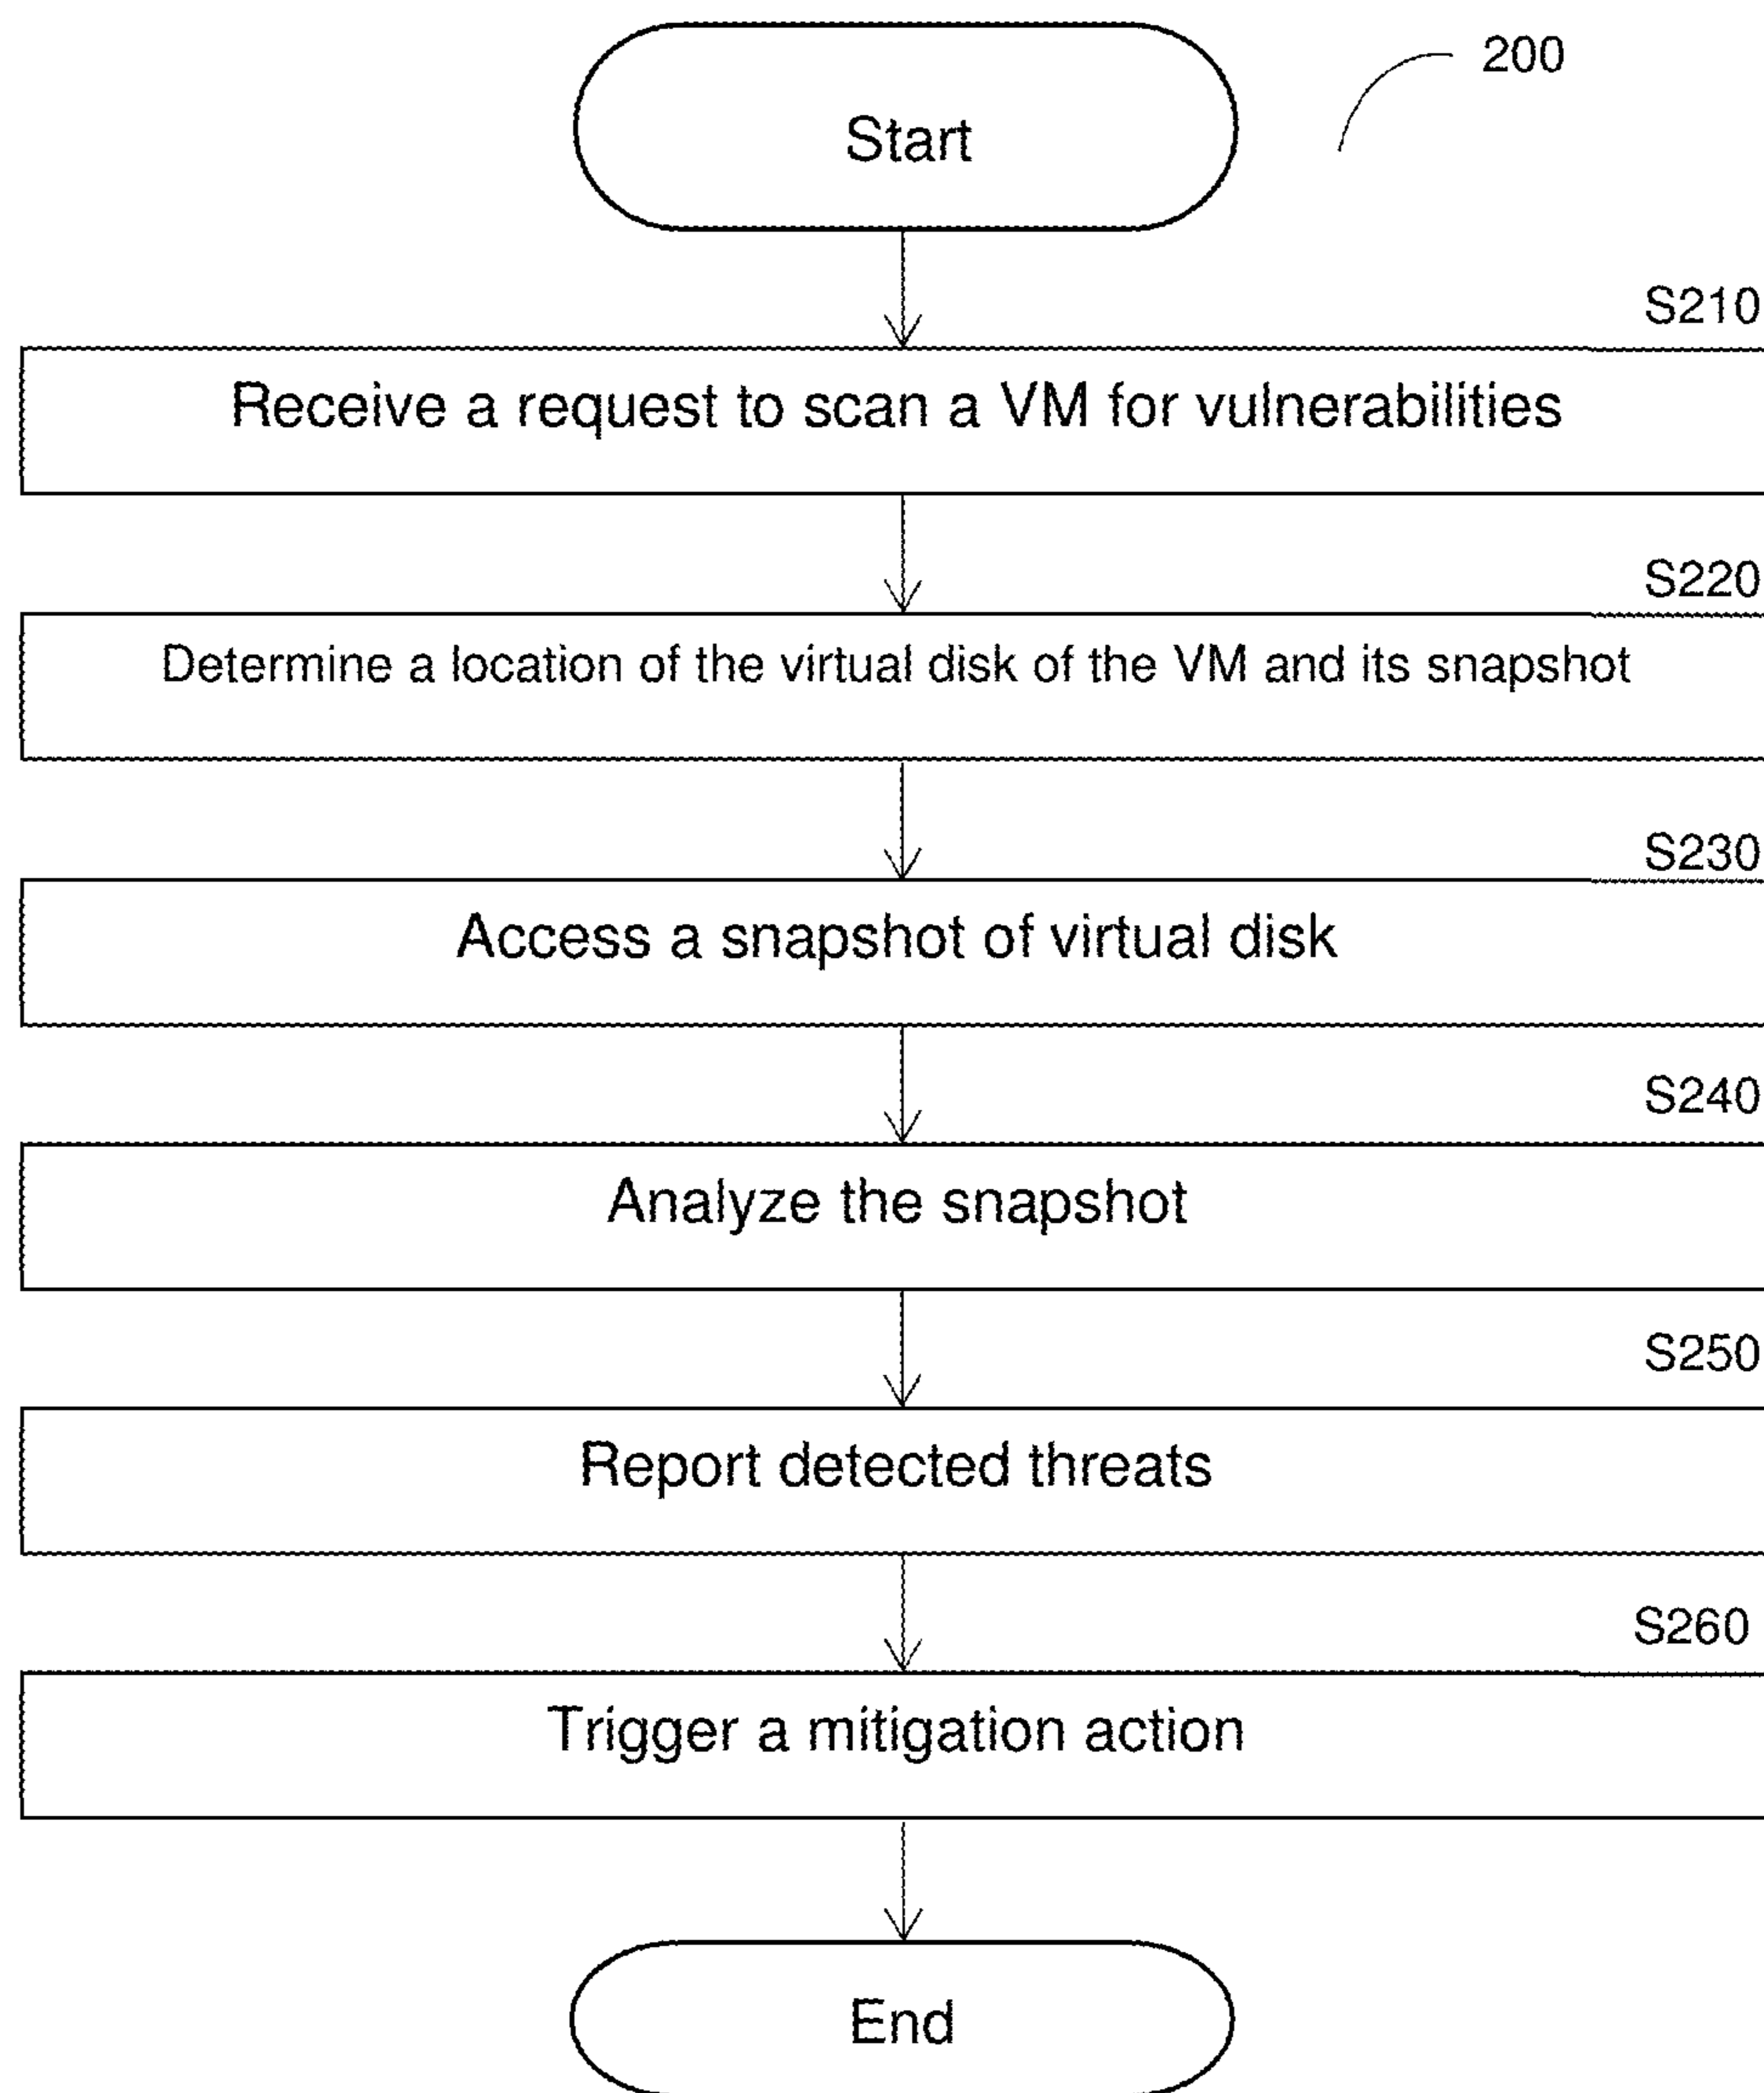 Start
200
S210
Receive a request to scan a VM for vulnerabilities
S220
Determine a location of the virtual disk of the VM and its snapshot
S230
Access a snapshot of virtual disk
S240
Analyze the snapshot
S250
Report detected threats
S260
Trigger a mitigation action
End